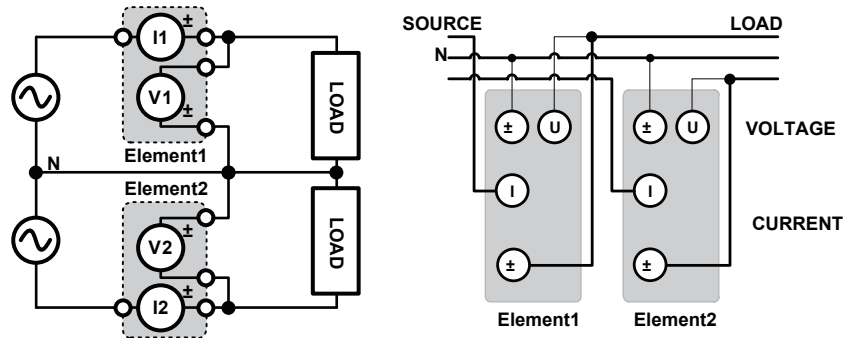 I1
±
V1
±
LOAD
Element1
N
Element2
V2
±
I2
±
LOAD
SOURCE
LOAD
N
± U ± U
VOLTAGE
I I
CURRENT
± ±
Element1 Element2